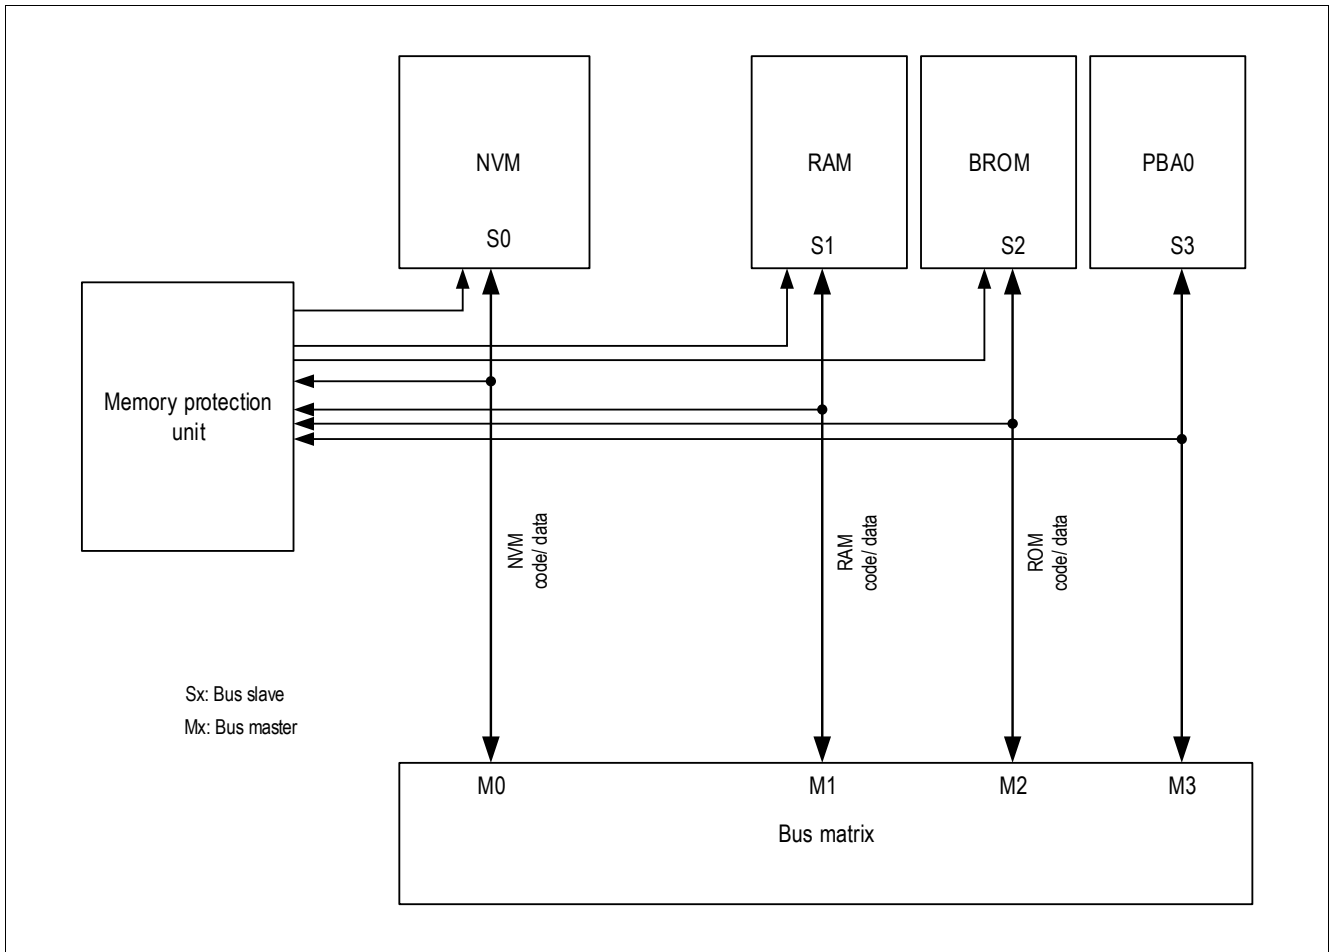 NVM
RAM
BROM
PBA0
S0
S1
S2
S3
Memory protection
unit
NVM
code/ data
RAM
code/ data
ROM
code/ data
Sx: Bus slave
Mx: Bus master
M0
M1
M2
M3
Bus matrix